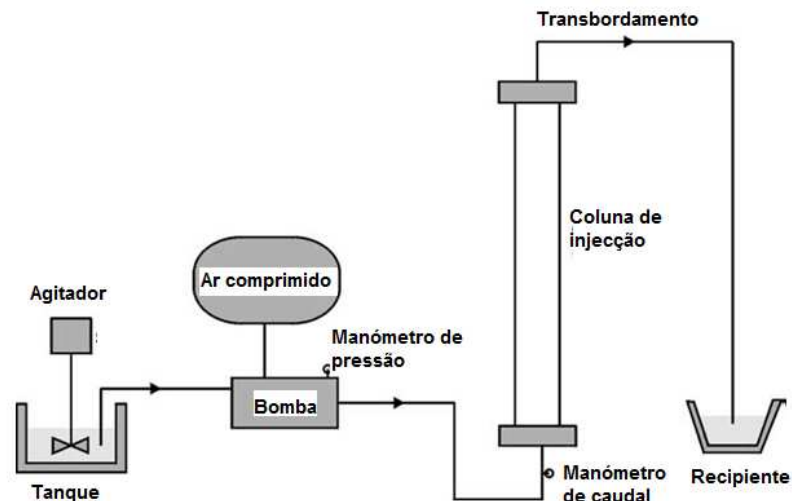 Transbordamento
Coluna de
injecção
Ar comprimido
Agitador
Manómetro de
pressão
Bomba
Tanque
Manómetro
de caudal
Recipiente